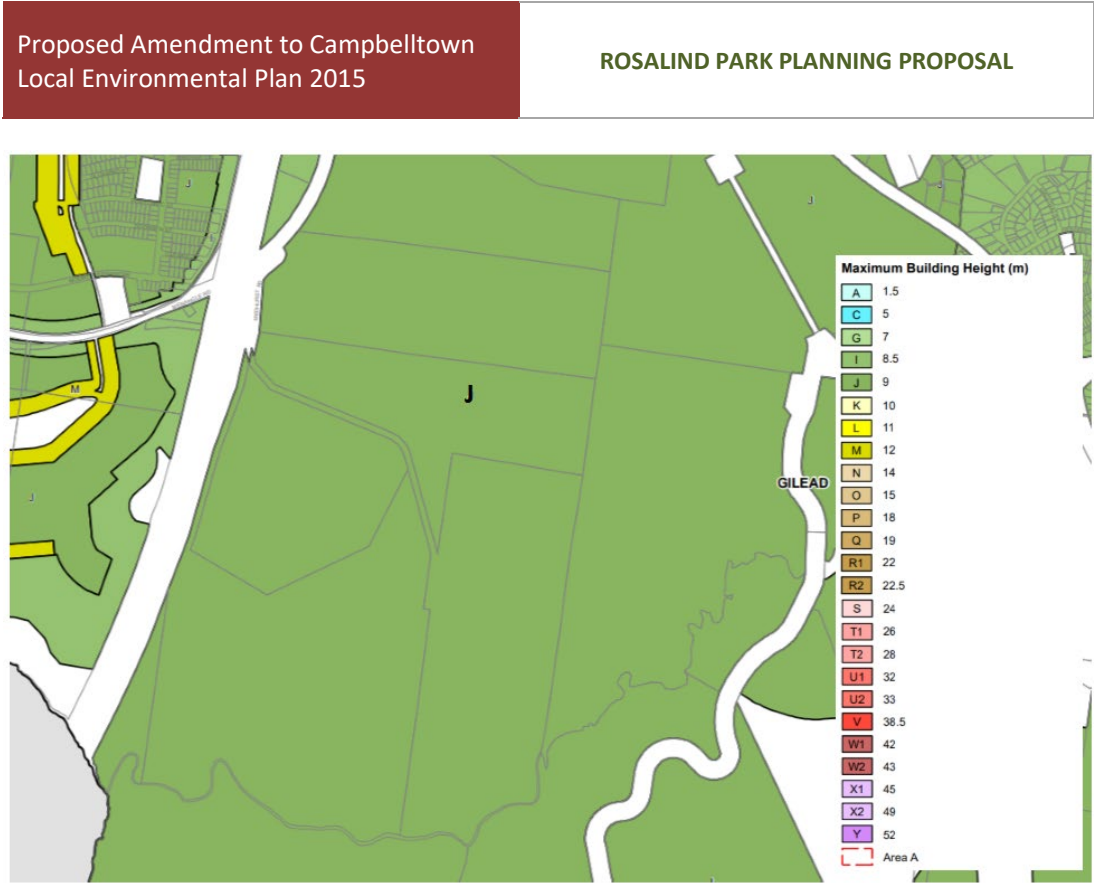 Proposed Amendment to Campbelltown
Local Environmental Plan 2015
ROSALIND PARK PLANNING PROPOSAL
J
J
J
J
M
J
GILEAD
Maximum Building Height (m)
A 1.5
C 5
G 7
I 8.5
J 9
K 10
L 11
M 12
N 14
O 15
P 18
Q 19
R1 22
R2 22.5
S 24
T1 26
T2 28
U1 32
U2 33
V 38.5
W1 42
W2 43
X1 45
X2 49
Y 52
Area A